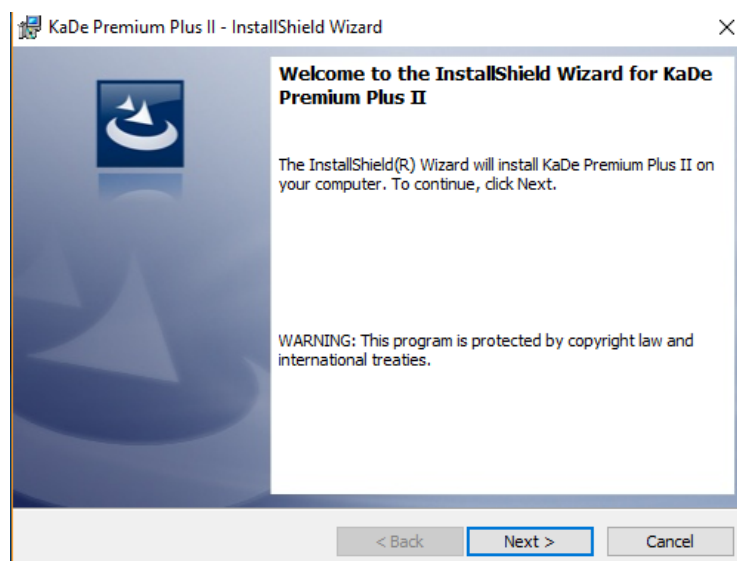 KaDe Premium Plus II - InstallShield Wizard
Welcome to the InstallShield Wizard for KaDe
Premium Plus II
The InstallShield(R) Wizard will install KaDe Premium Plus II on
your computer. To continue, click Next.
WARNING: This program is protected by copyright law and
international treaties.
< Back
Next >
Cancel